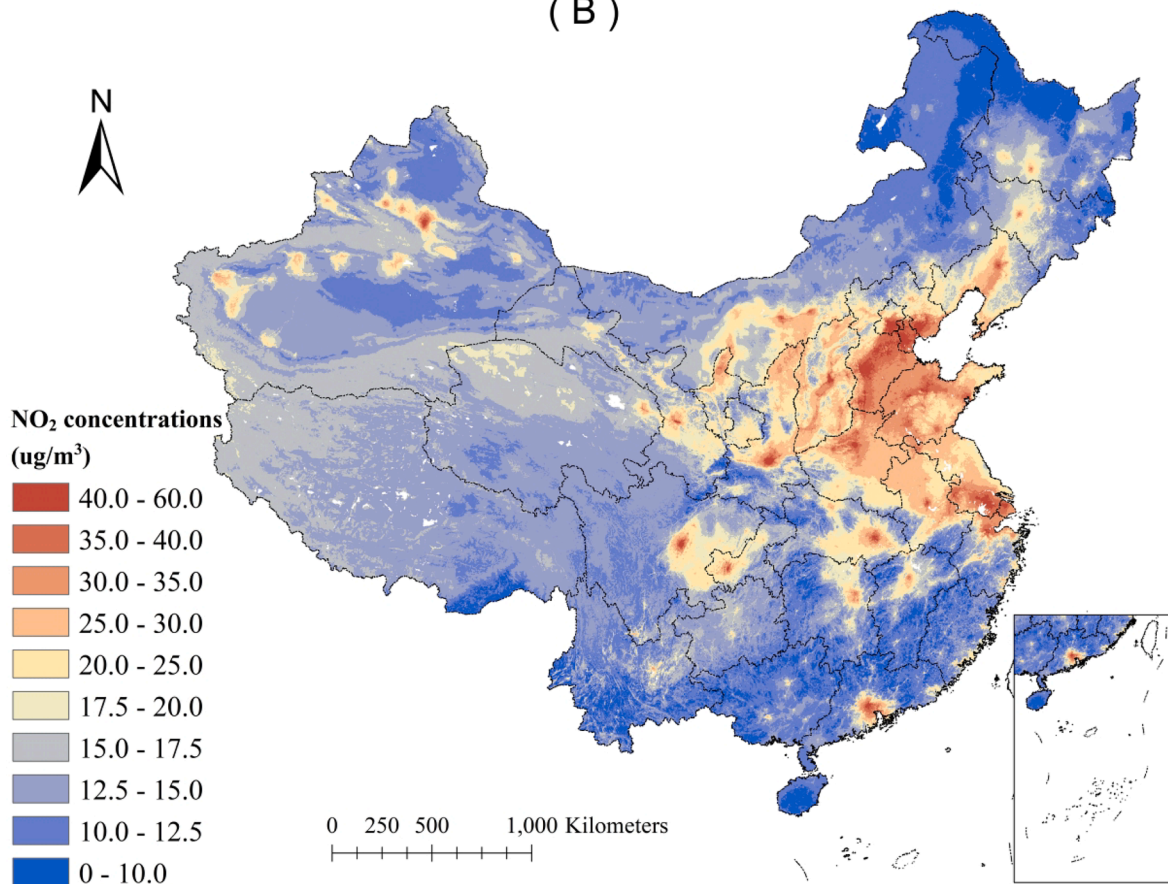 ( B )
N
NO₂ concentrations
(ug/m³)
40.0 - 60.0
35.0 - 40.0
30.0 - 35.0
25.0 - 30.0
20.0 - 25.0
17.5 - 20.0
15.0 - 17.5
12.5 - 15.0
10.0 - 12.5
0 - 10.0
0 250 500 1,000 Kilometers